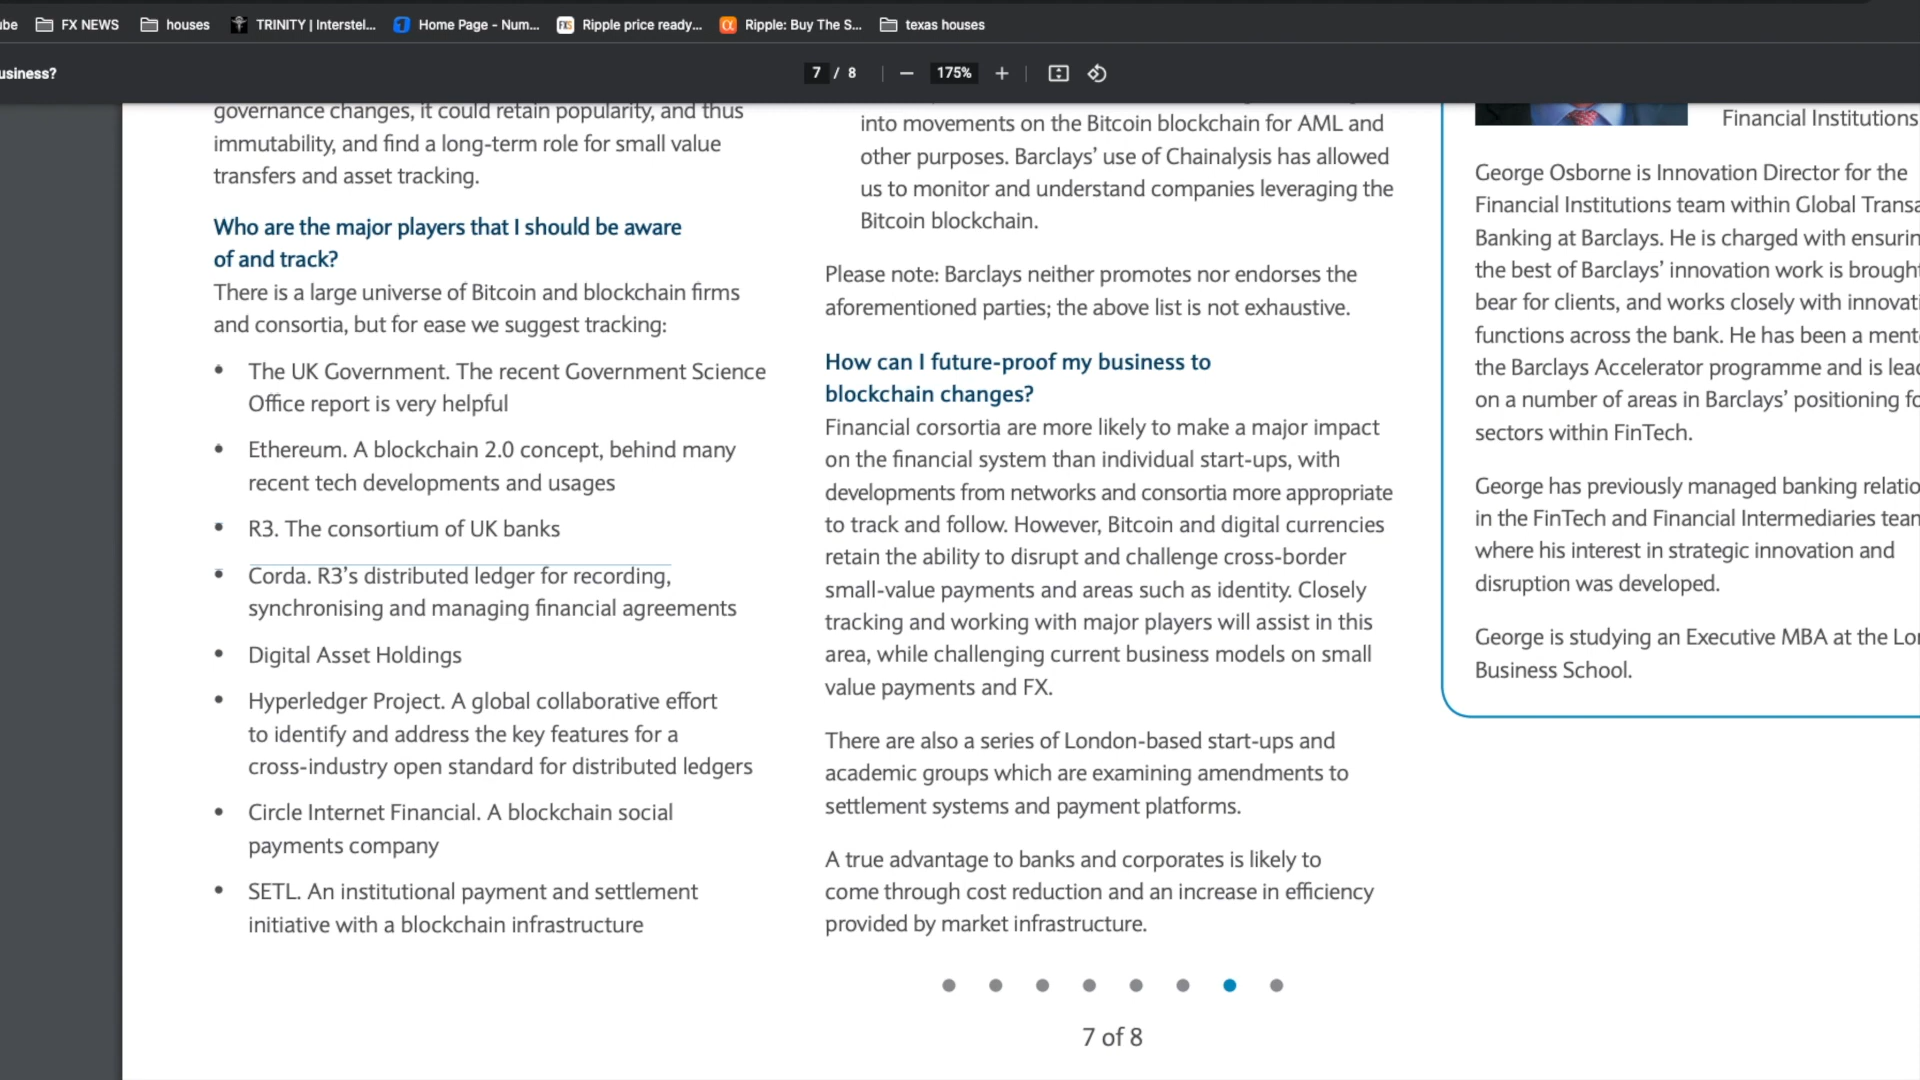 ube FX NEWS houses TRINITY | Interstel... Home Page - Num... FXS Ripple price ready... α Ripple: Buy The S... texas houses
usiness? 7 / 8 − 175% +
governance changes, it could retain popularity, and thus
immutability, and find a long-term role for small value
transfers and asset tracking.
Who are the major players that I should be aware
of and track?
There is a large universe of Bitcoin and blockchain firms
and consortia, but for ease we suggest tracking:
• The UK Government. The recent Government Science
Office report is very helpful
• Ethereum. A blockchain 2.0 concept, behind many
recent tech developments and usages
• R3. The consortium of UK banks
• Corda. R3’s distributed ledger for recording,
synchronising and managing financial agreements
• Digital Asset Holdings
• Hyperledger Project. A global collaborative effort
to identify and address the key features for a
cross-industry open standard for distributed ledgers
• Circle Internet Financial. A blockchain social
payments company
• SETL. An institutional payment and settlement
initiative with a blockchain infrastructure
into movements on the Bitcoin blockchain for AML and
other purposes. Barclays’ use of Chainalysis has allowed
us to monitor and understand companies leveraging the
Bitcoin blockchain.
Please note: Barclays neither promotes nor endorses the
aforementioned parties; the above list is not exhaustive.
How can I future-proof my business to
blockchain changes?
Financial corsortia are more likely to make a major impact
on the financial system than individual start-ups, with
developments from networks and consortia more appropriate
to track and follow. However, Bitcoin and digital currencies
retain the ability to disrupt and challenge cross-border
small-value payments and areas such as identity. Closely
tracking and working with major players will assist in this
area, while challenging current business models on small
value payments and FX.
There are also a series of London-based start-ups and
academic groups which are examining amendments to
settlement systems and payment platforms.
A true advantage to banks and corporates is likely to
come through cost reduction and an increase in efficiency
provided by market infrastructure.
Financial Institutions
George Osborne is Innovation Director for the
Financial Institutions team within Global Transa
Banking at Barclays. He is charged with ensurin
the best of Barclays’ innovation work is brought
bear for clients, and works closely with innovati
functions across the bank. He has been a mento
the Barclays Accelerator programme and is lead
on a number of areas in Barclays’ positioning fo
sectors within FinTech.
George has previously managed banking relatio
in the FinTech and Financial Intermediaries team
where his interest in strategic innovation and
disruption was developed.
George is studying an Executive MBA at the Lon
Business School.
7 of 8